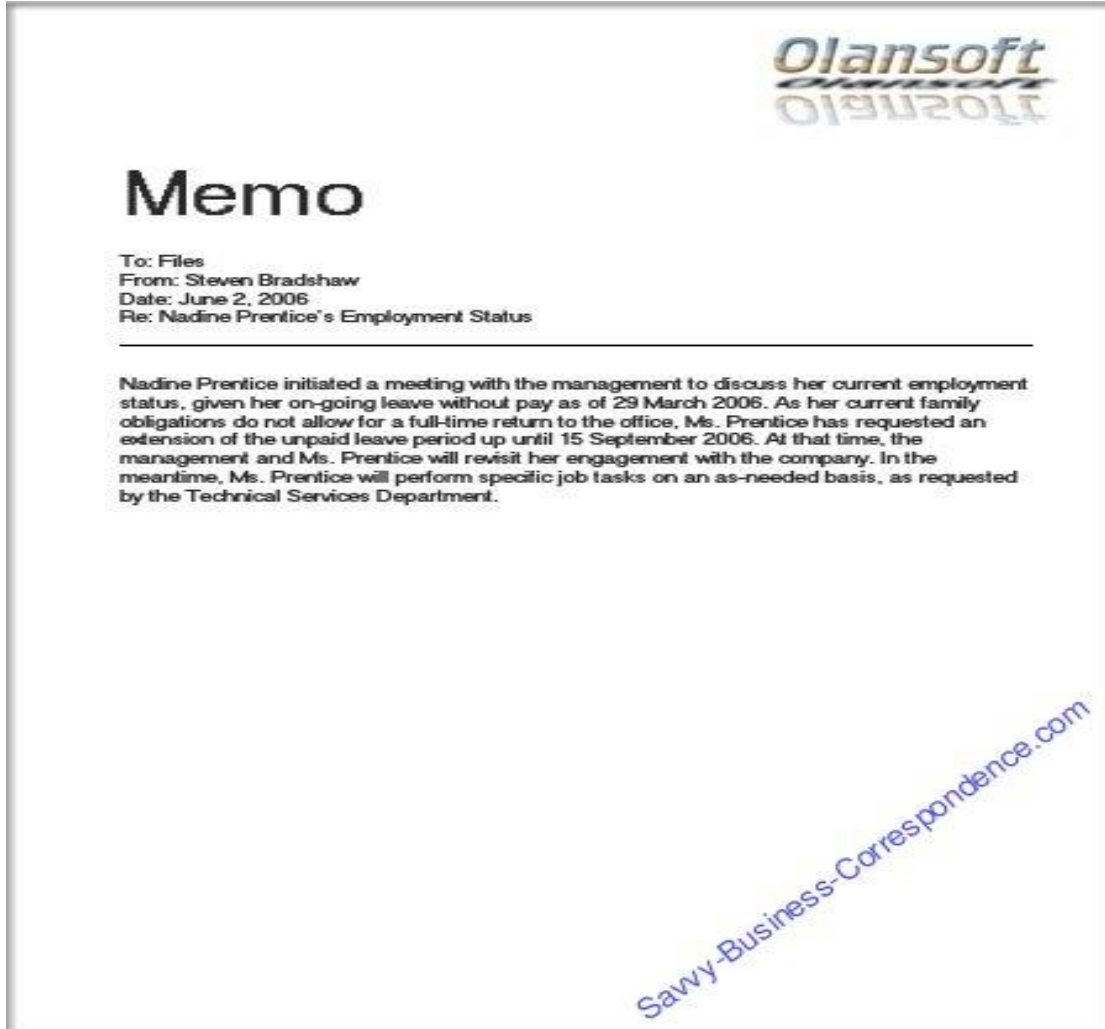 Olansoft
Memo
To: Files
From: Steven Bradshaw
Date: June 2, 2006
Re: Nadine Prentice's Employment Status
Nadine Prentice initiated a meeting with the management to discuss her current employment
status, given her on-going leave without pay as of 29 March 2006. As her current family
obligations do not allow for a full-time return to the office, Ms. Prentice has requested an
extension of the unpaid leave period up until 15 September 2006. At that time, the
management and Ms. Prentice will revisit her engagement with the company. In the
meantime, Ms. Prentice will perform specific job tasks on an as-needed basis, as requested
by the Technical Services Department.
Savvy-Business-Correspondence.com